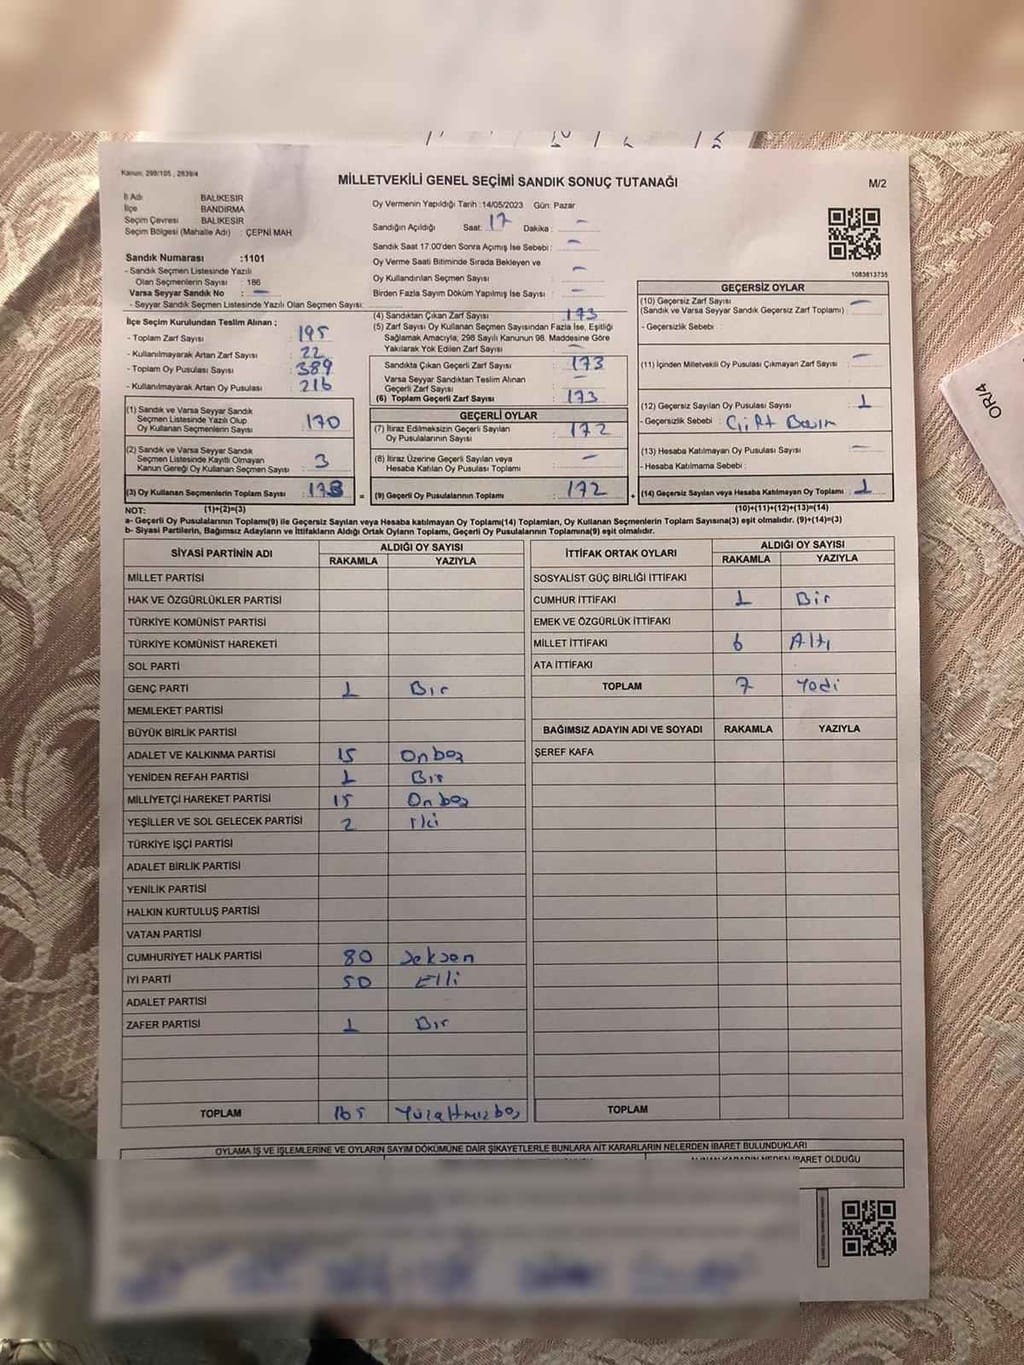 Kanun: 298/105 , 2839/4
MİLLETVEKİLİ GENEL SEÇİMİ SANDIK SONUÇ TUTANAĞI
M/2
İl Adı BALIKESİR
İlçe BANDIRMA
Seçim Çevresi BALIKESİR
Seçim Bölgesi (Mahalle Adı) : ÇEPNİ MAH
Sandık Numarası :1101
- Sandık Seçmen Listesinde Yazılı
Olan Seçmenlerin Sayısı : 186
Varsa Seyyar Sandık No : -
- Seyyar Sandık Seçmen Listesinde Yazılı Olan Seçmen Sayısı:
Oy Vermenin Yapıldığı Tarih :14/05/2023 Gün: Pazar
Sandığın Açıldığı Saat: 17 Dakika : -
Sandık Saat 17.00'den Sonra Açımış İse Sebebi : -
Oy Verme Saati Bitiminde Sırada Bekleyen ve
Oy Kullandırılan Seçmen Sayısı : -
Birden Fazla Sayım Döküm Yapılmış İse Sayısı : -
1083813735
İlçe Seçim Kurulundan Teslim Alınan ;
- Toplam Zarf Sayısı : 195
- Kullanılmayarak Artan Zarf Sayısı : 22
- Toplam Oy Pusulası Sayısı : 389
- Kullanılmayarak Artan Oy Pusulası : 216
(4) Sandıktan Çıkan Zarf Sayısı : 173
(5) Zarf Sayısı Oy Kullanan Seçmen Sayısından Fazla İse, Eşitliği
Sağlamak Amacıyla, 298 Sayılı Kanunun 98. Maddesine Göre
Yakılarak Yok Edilen Zarf Sayısı : -
Sandıkta Çıkan Geçerli Zarf Sayısı : 173
Varsa Seyyar Sandıktan Teslim Alınan
Geçerli Zarf Sayısı : -
(6) Toplam Geçerli Zarf Sayısı : 173
GEÇERSİZ OYLAR
(10) Geçersiz Zarf Sayısı : -
(Sandık ve Varsa Seyyar Sandık Geçersiz Zarf Toplamı)
- Geçersizlik Sebebi :
(11) İçinden Milletvekili Oy Pusulası Çıkmayan Zarf Sayısı : -
(12) Geçersiz Sayılan Oy Pusulası Sayısı : 1
- Geçersizlik Sebebi : Çift Basım
(13) Hesaba Katılmayan Oy Pusulası Sayısı : -
- Hesaba Katılmama Sebebi :
(14) Geçersiz Sayılan veya Hesaba Katılmayan Oy Toplamı : 1
(1) Sandık ve Varsa Seyyar Sandık
Seçmen Listesinde Yazılı Olup
Oy Kullanan Seçmenlerin Sayısı : 170
(2) Sandık ve Varsa Seyyar Sandık
Seçmen Listesinde Kayıtlı Olmayan
Kanun Gereği Oy Kullanan Seçmen Sayısı : 3
(3) Oy Kullanan Seçmenlerin Toplam Sayısı : 173
=
GEÇERLİ OYLAR
(7) İtiraz Edilmeksizin Geçerli Sayılan
Oy Pusulalarının Sayısı : 172
(8) İtiraz Üzerine Geçerli Sayılan veya
Hesaba Katılan Oy Pusulası Toplamı : -
(9) Geçerli Oy Pusulalarının Toplamı : 172
+
NOT: (1)+(2)=(3) (10)+(11)+(12)+(13)=(14)
a- Geçerli Oy Pusulalarının Toplamı(9) ile Geçersiz Sayılan veya Hesaba katılmayan Oy Toplamı(14) Toplamları, Oy Kullanan Seçmenlerin Toplam Sayısına(3) eşit olmalıdır. (9)+(14)=(3)
b- Siyasi Partilerin, Bağımsız Adayların ve İttifakların Aldığı Ortak Oyların Toplamı, Geçerli Oy Pusulalarının Toplamına(9) eşit olmalıdır.
SİYASİ PARTİNİN ADI ALDIĞI OY SAYISI
RAKAMLA YAZIYLA
MİLLET PARTİSİ
HAK VE ÖZGÜRLÜKLER PARTİSİ
TÜRKİYE KOMÜNİST PARTİSİ
TÜRKİYE KOMÜNİST HAREKETİ
SOL PARTİ
GENÇ PARTİ 1 Bir
MEMLEKET PARTİSİ
BÜYÜK BİRLİK PARTİSİ
ADALET VE KALKINMA PARTİSİ 15 Onbeş
YENİDEN REFAH PARTİSİ 1 Bir
MİLLİYETÇİ HAREKET PARTİSİ 15 Onbeş
YEŞİLLER VE SOL GELECEK PARTİSİ 2 İki
TÜRKİYE İŞÇİ PARTİSİ
ADALET BİRLİK PARTİSİ
YENİLİK PARTİSİ
HALKIN KURTULUŞ PARTİSİ
VATAN PARTİSİ
CUMHURİYET HALK PARTİSİ 80 Seksen
İYİ PARTİ 50 Elli
ADALET PARTİSİ
ZAFER PARTİSİ 1 Bir
TOPLAM 165 Yüzaltmışbeş
İTTİFAK ORTAK OYLARI ALDIĞI OY SAYISI
RAKAMLA YAZIYLA
SOSYALİST GÜÇ BİRLİĞİ İTTİFAKI
CUMHUR İTTİFAKI 1 Bir
EMEK VE ÖZGÜRLÜK İTTİFAKI
MİLLET İTTİFAKI 6 Altı
ATA İTTİFAKI
TOPLAM 7 Yedi
BAĞIMSIZ ADAYIN ADI VE SOYADI RAKAMLA YAZIYLA
ŞEREF KAFA
TOPLAM
OYLAMA İŞ VE İŞLEMLERİNE VE OYLARIN SAYIM DÖKÜMÜNE DAİR ŞİKAYETLERLE BUNLARA AİT KARARLARIN NELERDEN İBARET BULUNDUKLARI
ALINAN KARARIN NEDEN İBARET OLDUĞU
OR/4